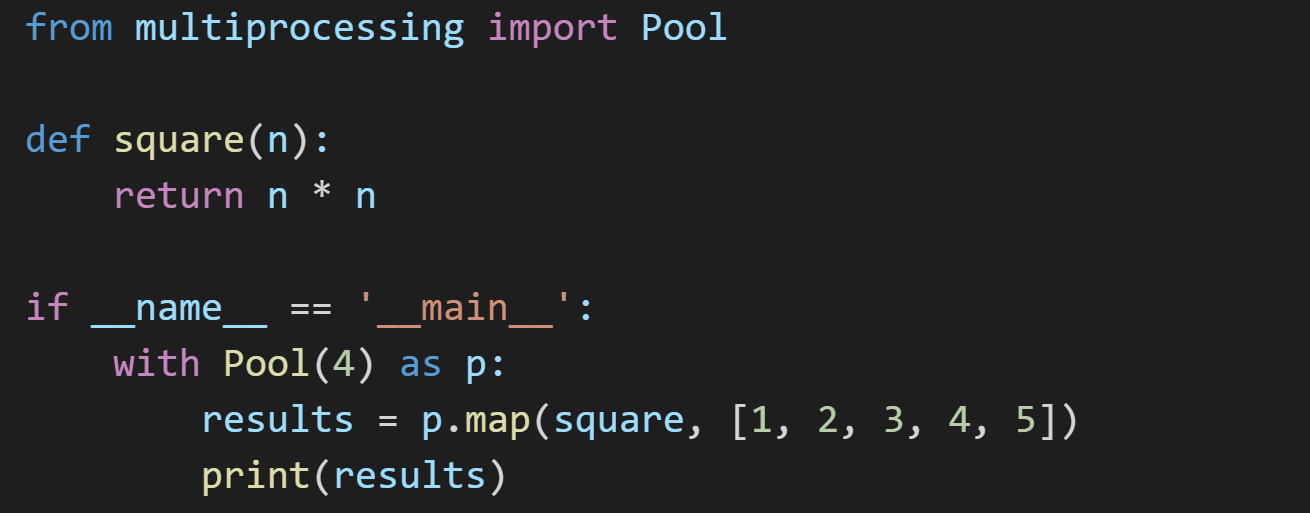 from multiprocessing import Pool

def square(n):
    return n * n

if __name__ == '__main__':
    with Pool(4) as p:
        results = p.map(square, [1, 2, 3, 4, 5])
        print(results)